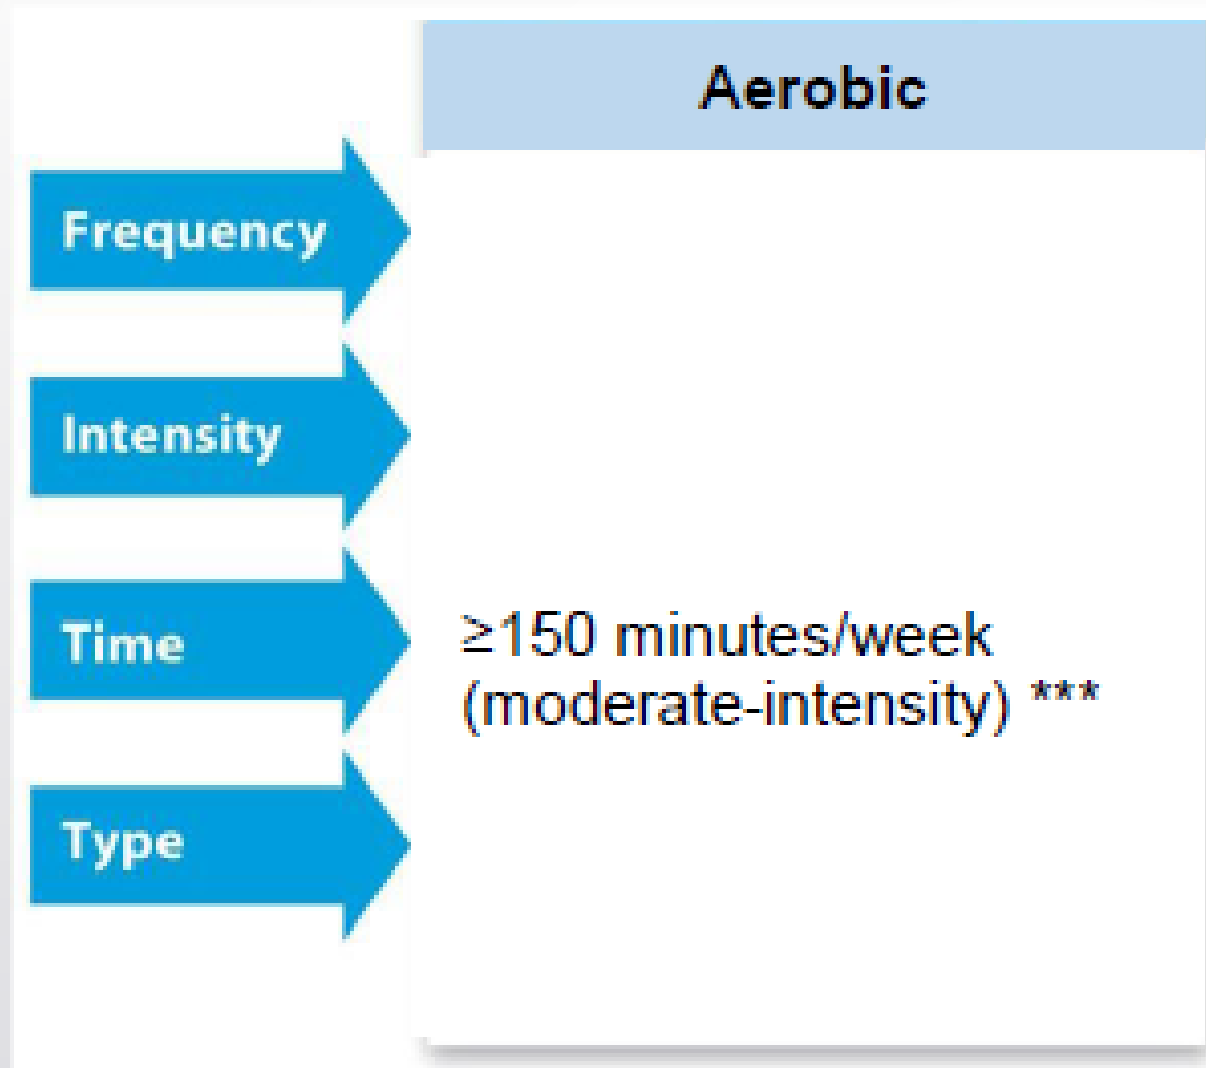 Aerobic
Frequency
Intensity
Time
≥150 minutes/week
(moderate-intensity) ***
Type